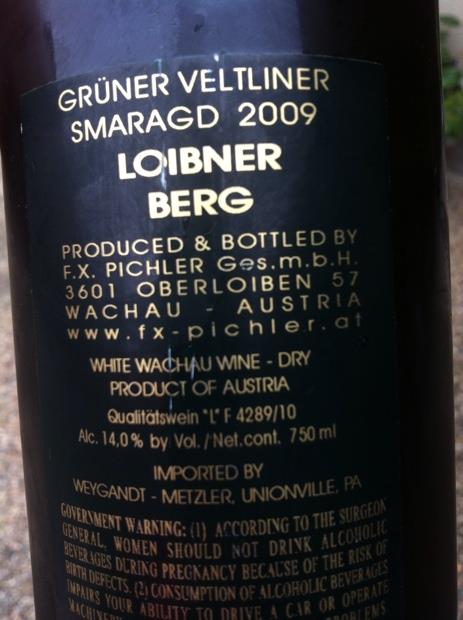 GRÜNER VELTLINER
SMARAGD 2009
LOIBNER
BERG
PRODUCED & BOTTLED BY
F.X. PICHLER Ges.m.b.H.
3601 OBERLOIBEN 57
WACHAU - AUSTRIA
www.fx-pichler.at
WHITE WACHAU WINE - DRY
PRODUCT OF AUSTRIA
Qualitätswein "L" F 4289/10
Alc. 14,0% by Vol. / Net.cont. 750 ml
IMPORTED BY
WEYGANDT - METZLER, UNIONVILLE, PA
GOVERNMENT WARNING: (1) ACCORDING TO THE SURGEON
GENERAL, WOMEN SHOULD NOT DRINK ALCOHOLIC
BEVERAGES DURING PREGNANCY BECAUSE OF THE RISK OF
BIRTH DEFECTS. (2) CONSUMPTION OF ALCOHOLIC BEVERAGES
IMPAIRS YOUR ABILITY TO DRIVE A CAR OR OPERATE
MACHINERY PROBLEMS